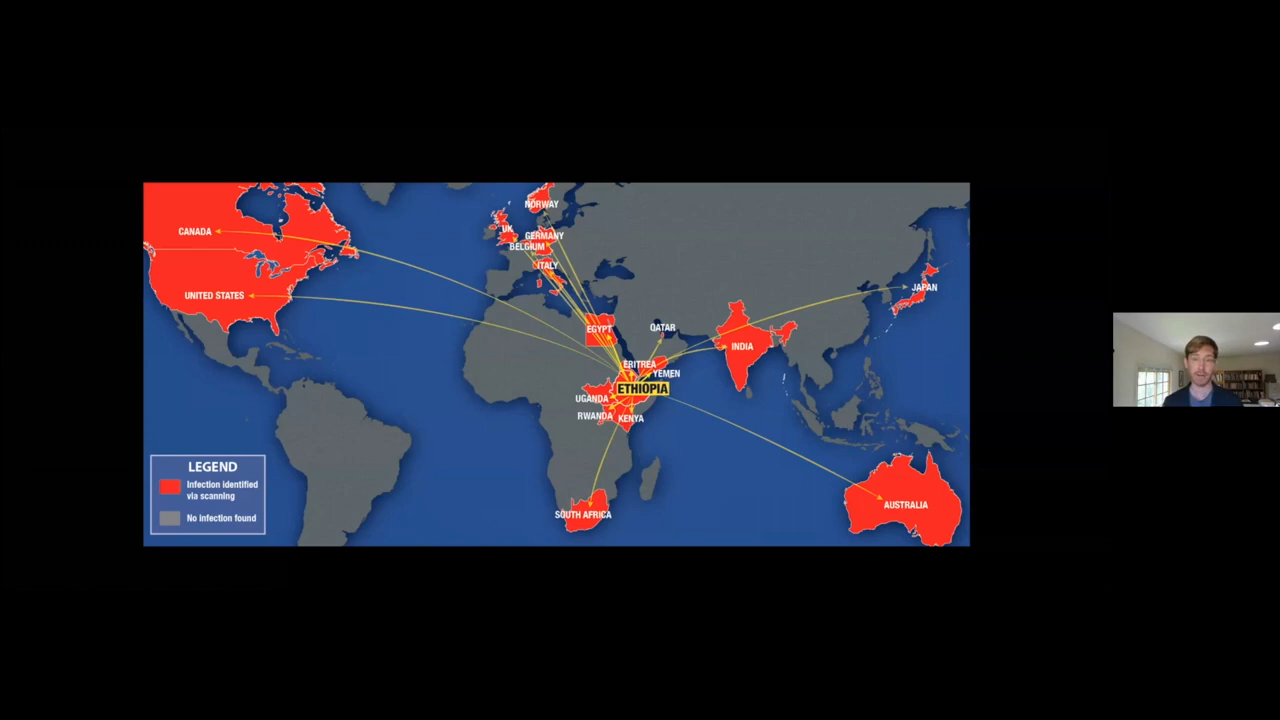 NORWAY
CANADA
UK
GERMANY
BELGIUM
ITALY
JAPAN
UNITED STATES
EGYPT
QATAR
INDIA
ERITREA
YEMEN
ETHIOPIA
UGANDA
RWANDA
KENYA
LEGEND
Infection identified
via scanning
No infection found
SOUTH AFRICA
AUSTRALIA